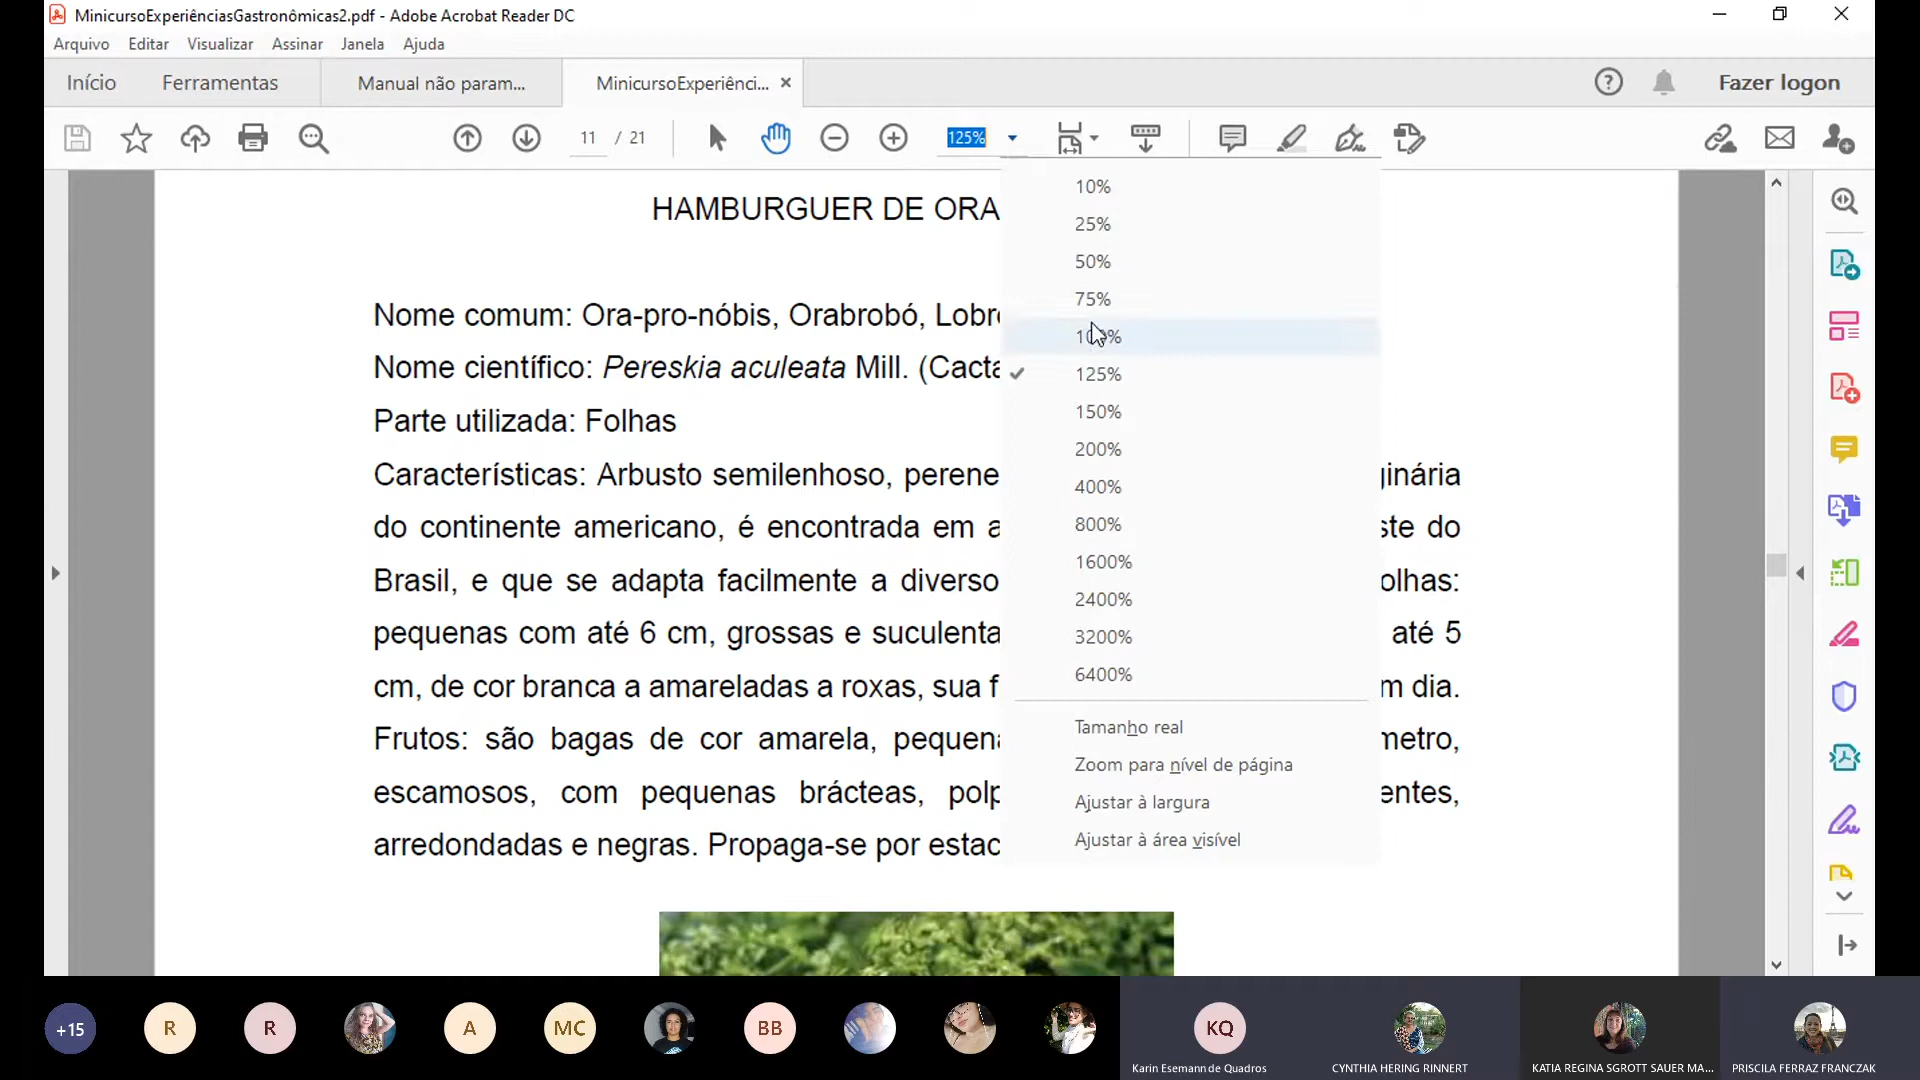 MinicursoExperiênciasGastronômicas2.pdf - Adobe Acrobat Reader DC
Arquivo Editar Visualizar Assinar Janela Ajuda
Início Ferramentas Manual não param... MinicursoExperiênci... Fazer logon
11 / 21 125%
10%
25%
50%
75%
100%
125%
150%
200%
400%
800%
1600%
2400%
3200%
6400%
Tamanho real
Zoom para nível de página
Ajustar à largura
Ajustar à área visível
HAMBURGUER DE ORA
Nome comum: Ora-pro-nóbis, Orabrobó, Lobro
Nome científico: Pereskia aculeata Mill. (Cacta
Parte utilizada: Folhas
Características: Arbusto semilenhoso, perene ginária
do continente americano, é encontrada em a ste do
Brasil, e que se adapta facilmente a diverso olhas:
pequenas com até 6 cm, grossas e suculenta até 5
cm, de cor branca a amareladas a roxas, sua f m dia.
Frutos: são bagas de cor amarela, pequena metro,
escamosos, com pequenas brácteas, polp entes,
arredondadas e negras. Propaga-se por estac
+15 R R A MC BB KQ
Karin Esemann de Quadros CYNTHIA HERING RINNERT KATIA REGINA SGROTT SAUER MA... PRISCILA FERRAZ FRANCZAK